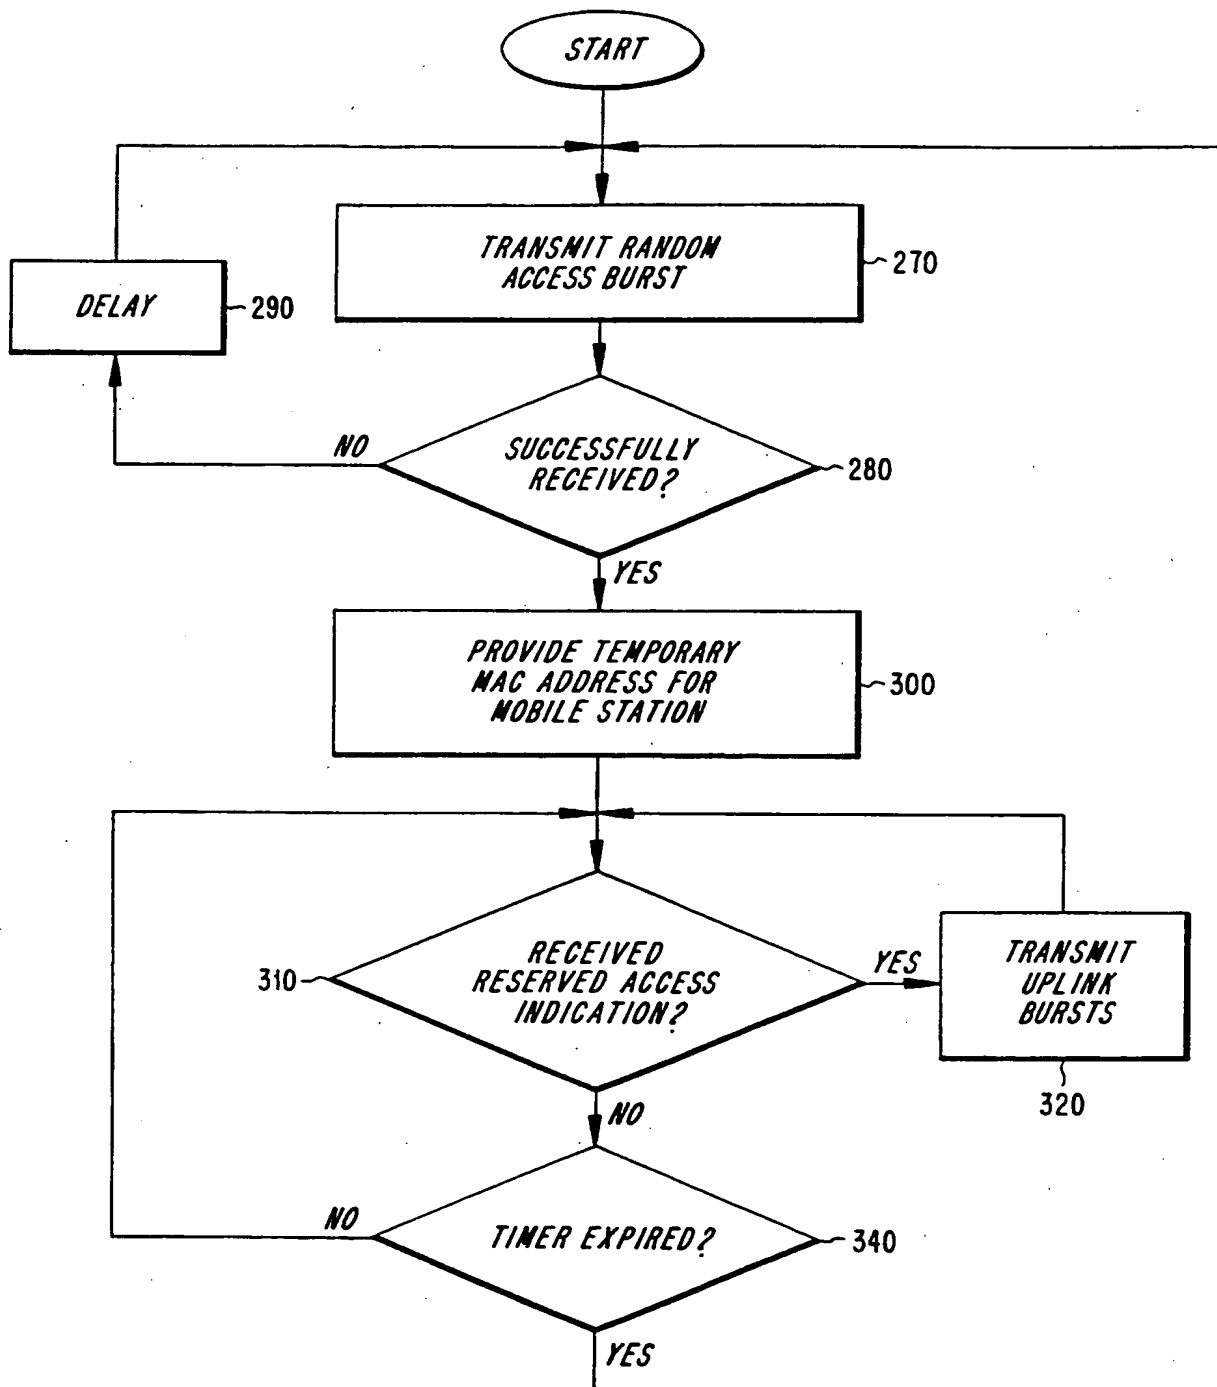 START
TRANSMIT RANDOM
ACCESS BURST
270
DELAY
290
NO
SUCCESSFULLY
RECEIVED?
280
YES
PROVIDE TEMPORARY
MAC ADDRESS FOR
MOBILE STATION
300
310
RECEIVED
RESERVED ACCESS
INDICATION?
YES
TRANSMIT
UPLINK
BURSTS
320
NO
NO
TIMER EXPIRED?
340
YES